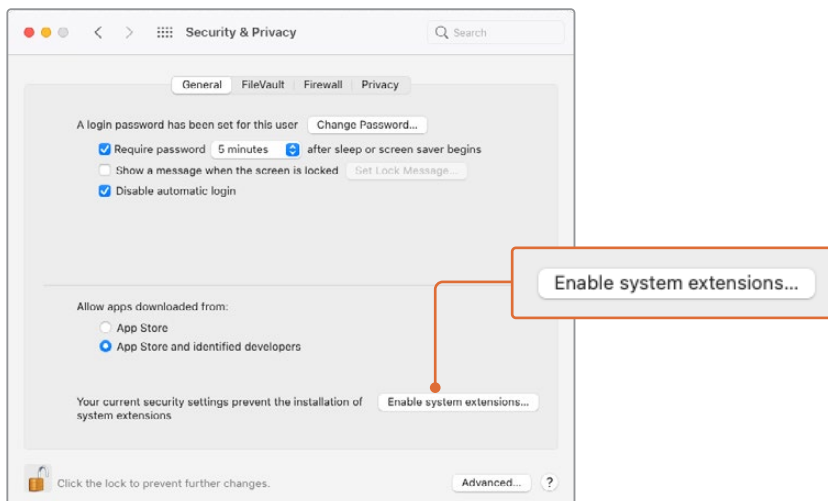 Security & Privacy
Search
General FileVault Firewall Privacy
A login password has been set for this user Change Password...
Require password 5 minutes after sleep or screen saver begins
Show a message when the screen is locked Set Lock Message...
Disable automatic login
Enable system extensions...
Allow apps downloaded from:
App Store
App Store and identified developers
Your current security settings prevent the installation of
system extensions
Enable system extensions...
Click the lock to prevent further changes.
Advanced... ?